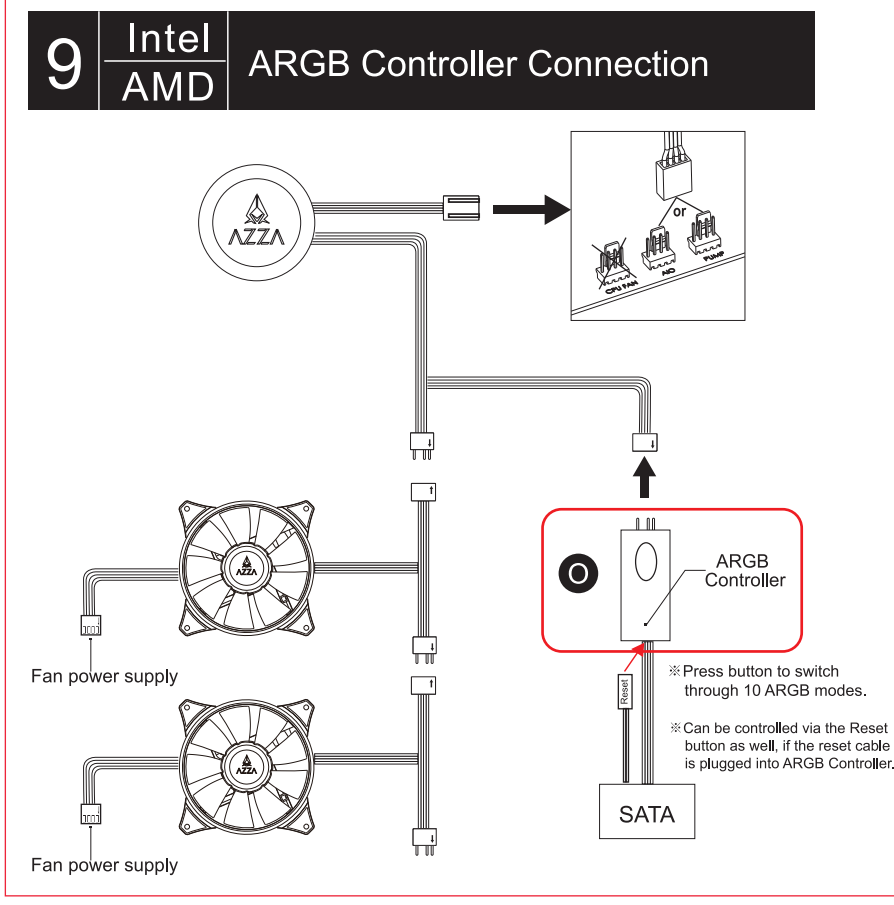 9
Intel
AMD
ARGB Controller Connection
AZZA
or
CPU FAN
AIO
PUMP
AZZA
Fan power supply
O
ARGB
Controller
Reset
※Press button to switch
through 10 ARGB modes.
※Can be controlled via the Reset
button as well, if the reset cable
is plugged into ARGB Controller.
AZZA
Fan power supply
SATA